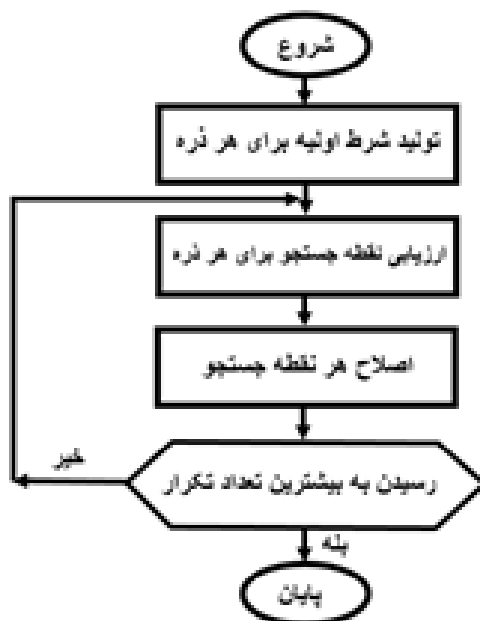 شروع
تولید شرط اولیه برای هر ذره
ارزیابی نقطه جستجو برای هر ذره
اصلاح هر نقطه جستجو
رسیدن به بیشترین تعداد تکرار
خیر
بله
پایان